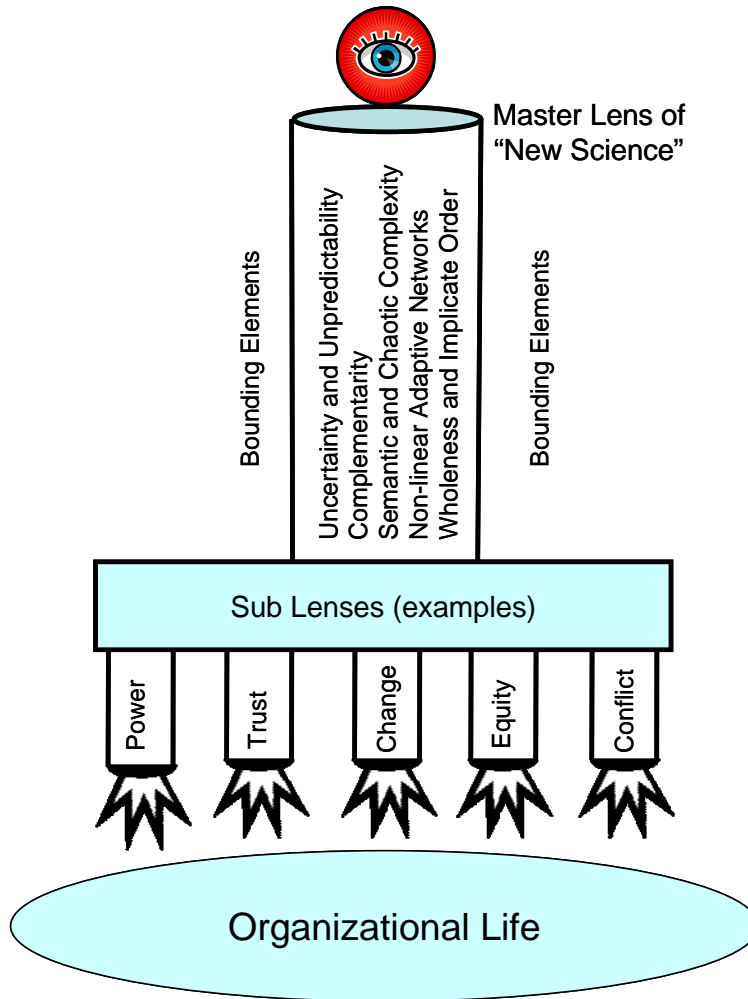 Master Lens of
“New Science”
Bounding Elements
Uncertainty and Unpredictability
Complementarity
Semantic and Chaotic Complexity
Non-linear Adaptive Networks
Wholeness and Implicate Order
Bounding Elements
Sub Lenses (examples)
Power
Trust
Change
Equity
Conflict
Organizational Life